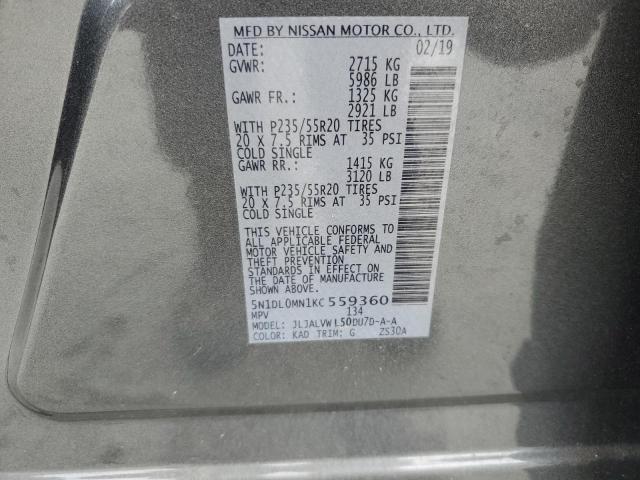 MFD BY NISSAN MOTOR CO., LTD.
DATE: 02/19
GVWR: 2715 KG
5986 LB
GAWR FR.: 1325 KG
2921 LB
WITH P235/55R20 TIRES
20 X 7.5 RIMS AT 35 PSI
COLD SINGLE
GAWR RR.: 1415 KG
3120 LB
WITH P235/55R20 TIRES
20 X 7.5 RIMS AT 35 PSI
COLD SINGLE
THIS VEHICLE CONFORMS TO
ALL APPLICABLE FEDERAL
MOTOR VEHICLE SAFETY AND
THEFT PREVENTION
STANDARDS IN EFFECT ON
THE DATE OF MANUFACTURE
SHOWN ABOVE.
5N1DL0MN1KC 559360
MPV 134
MODEL: JLJALVWL50DU7D-A-A
COLOR: KAD TRIM: G ZS30A